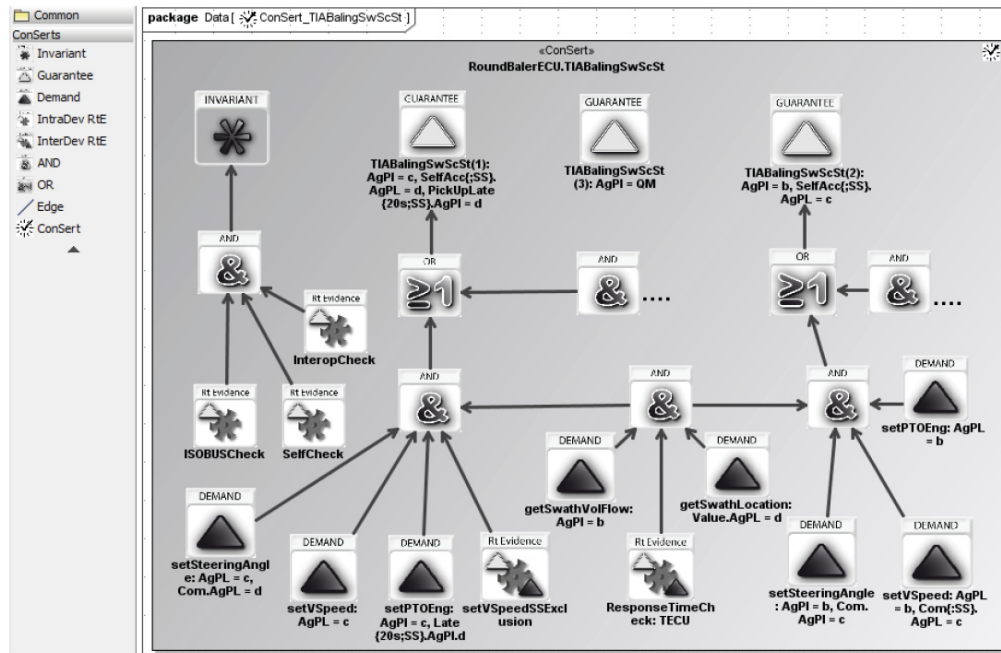 Common
ConSerts
Invariant
Guarantee
Demand
IntraDev RtE
InterDev RtE
AND
OR
Edge
ConSert
package Data [ ConSert_TIABalingSwScSt ]
«ConSert»
RoundBalerECU.TIABalingSwScSt
INVARIANT
GUARANTEE
TIABalingSwScSt(1):
AgPl = c, SelfAcc{;SS}.
AgPL = d, PickUpLate
{20s;SS}.AgPl = d
GUARANTEE
TIABalingSwScSt
(3): AgPl = QM
GUARANTEE
TIABalingSwScSt(2):
AgPl = b, SelfAcc{;SS}.
AgPL = c
AND
&
OR
≥1
AND
& ....
OR
≥1
AND
& ....
Rt Evidence
InteropCheck
Rt Evidence
ISOBUSCheck
Rt Evidence
SelfCheck
AND
&
AND
&
AND
&
DEMAND
setPTOEng: AgPL
= b
DEMAND
getSwathVolFlow:
AgPl = b
DEMAND
getSwathLocation:
Value.AgPL = d
DEMAND
setSteeringAngl
e: AgPL = c,
Com.AgPL = d
DEMAND
setVSpeed:
AgPL = c
DEMAND
setPTOEng:
AgPl = c, Late
{20s;SS}.AgPl.d
Rt Evidence
setVSpeedSSExcl
usion
Rt Evidence
ResponseTimeCh
eck: TECU
DEMAND
setSteeringAngle
: AgPl = b, Com.
AgPl = c
DEMAND
setVSpeed: AgPL
= b, Com{;SS}.
AgPL = c